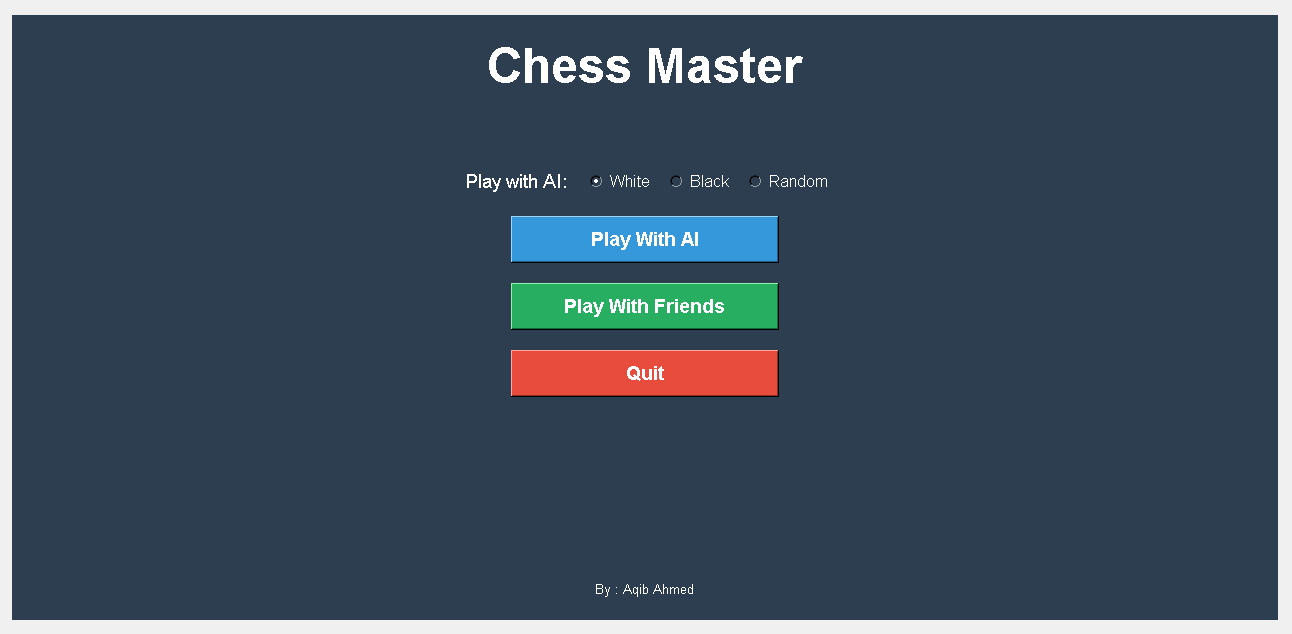 Chess Master
Play with AI: White Black Random
Play With AI
Play With Friends
Quit
By : Aqib Ahmed